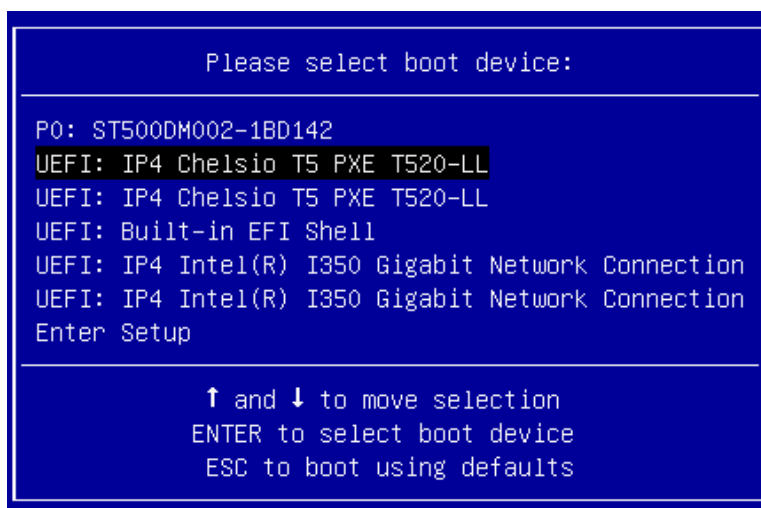 Please select boot device:
P0: ST500DM002-1BD142
UEFI: IP4 Chelsio T5 PXE T520-LL
UEFI: IP4 Chelsio T5 PXE T520-LL
UEFI: Built-in EFI Shell
UEFI: IP4 Intel(R) I350 Gigabit Network Connection
UEFI: IP4 Intel(R) I350 Gigabit Network Connection
Enter Setup
↑ and ↓ to move selection
ENTER to select boot device
ESC to boot using defaults